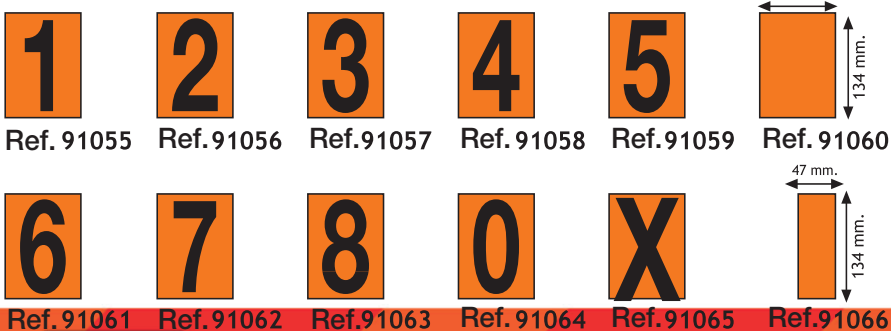 1 2 3 4 5
134 mm.
Ref. 91055 Ref. 91056 Ref. 91057 Ref. 91058 Ref. 91059 Ref. 91060
47 mm.
6 7 8 0 X
134 mm.
Ref. 91061 Ref. 91062 Ref. 91063 Ref. 91064 Ref. 91065 Ref. 91066